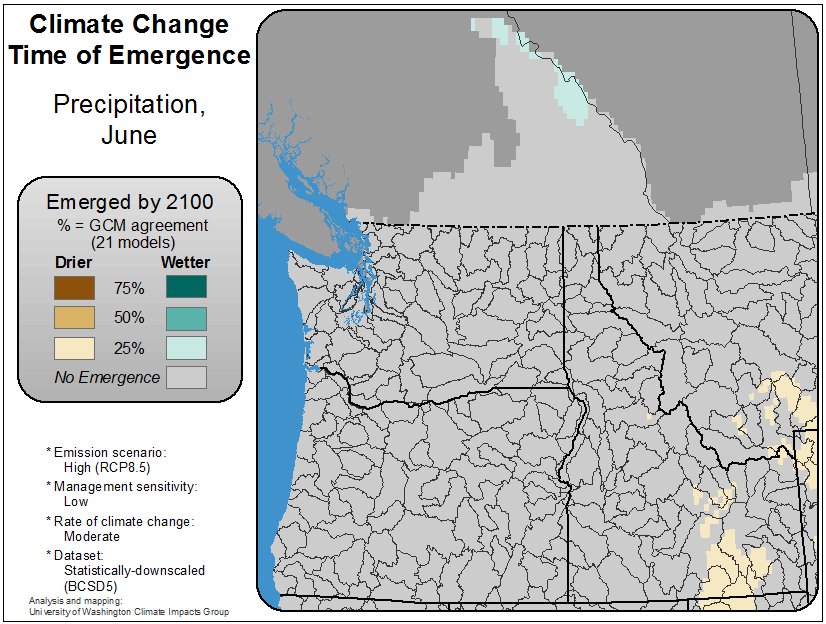 Climate Change
Time of Emergence
Precipitation,
June
Emerged by 2100
% = GCM agreement
(21 models)
Drier Wetter
75%
50%
25%
No Emergence
* Emission scenario:
High (RCP8.5)
* Management sensitivity:
Low
* Rate of climate change:
Moderate
* Dataset:
Statistically-downscaled
(BCSD5)
Analysis and mapping:
University of Washington Climate Impacts Group